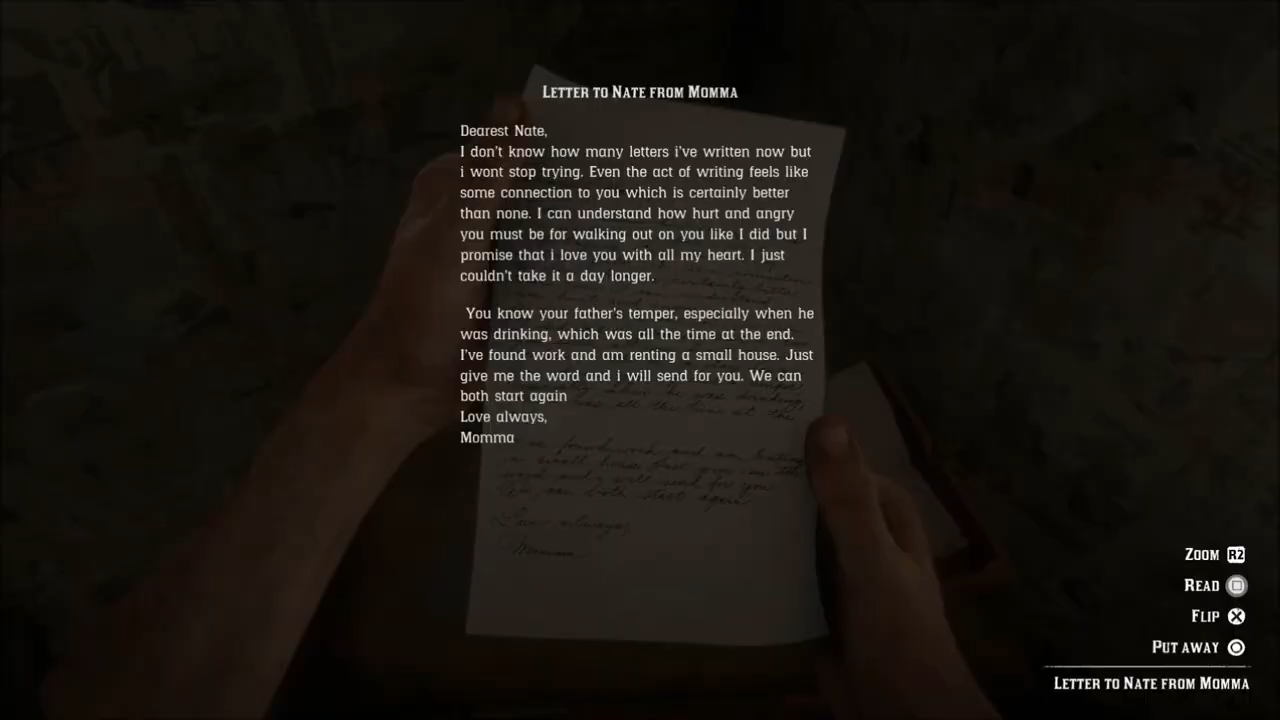 LETTER TO NATE FROM MOMMA
Dearest Nate,
I don't know how many letters i've written now but
i wont stop trying. Even the act of writing feels like
some connection to you which is certainly better
than none. I can understand how hurt and angry
you must be for walking out on you like I did but I
promise that i love you with all my heart. I just
couldn't take it a day longer.
You know your father's temper, especially when he
was drinking, which was all the time at the end.
I've found work and am renting a small house. Just
give me the word and i will send for you. We can
both start again
Love always,
Momma
ZOOM R2
READ
FLIP
PUT AWAY
LETTER TO NATE FROM MOMMA